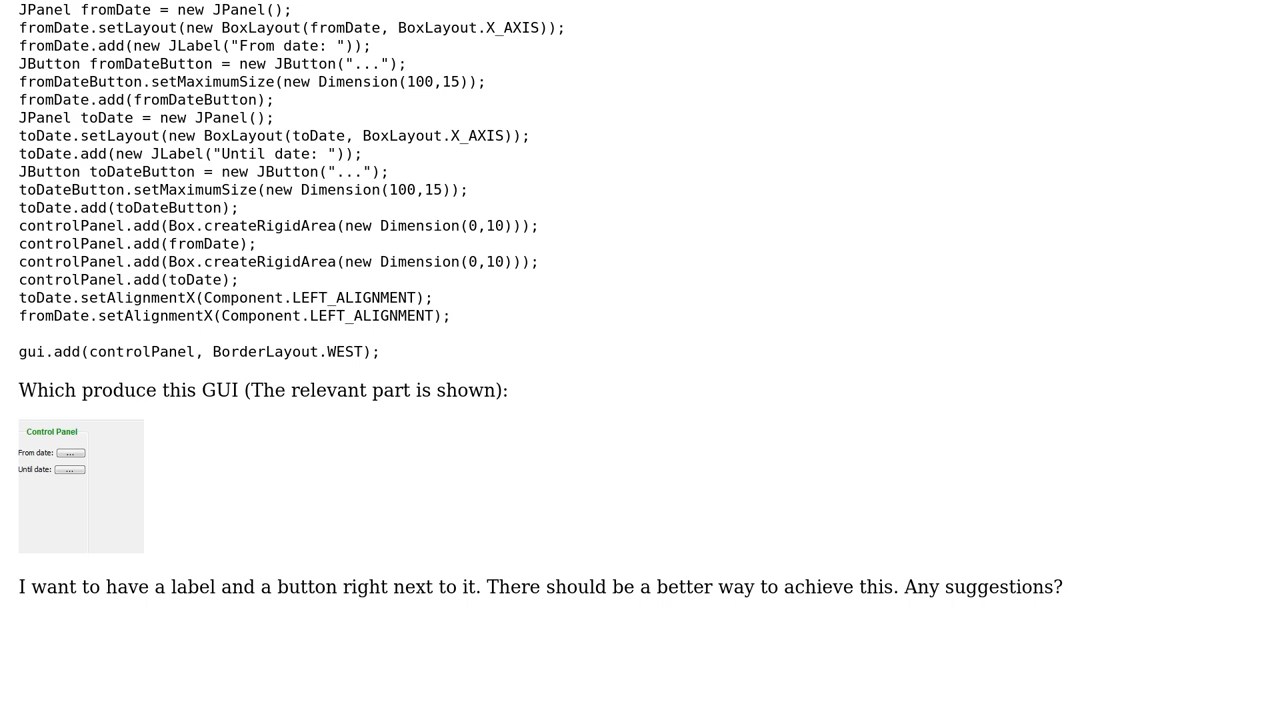 JPanel fromDate = new JPanel();
fromDate.setLayout(new BoxLayout(fromDate, BoxLayout.X_AXIS));
fromDate.add(new JLabel("From date: "));
JButton fromDateButton = new JButton("...");
fromDateButton.setMaximumSize(new Dimension(100,15));
fromDate.add(fromDateButton);
JPanel toDate = new JPanel();
toDate.setLayout(new BoxLayout(toDate, BoxLayout.X_AXIS));
toDate.add(new JLabel("Until date: "));
JButton toDateButton = new JButton("...");
toDateButton.setMaximumSize(new Dimension(100,15));
toDate.add(toDateButton);
controlPanel.add(Box.createRigidArea(new Dimension(0,10)));
controlPanel.add(fromDate);
controlPanel.add(Box.createRigidArea(new Dimension(0,10)));
controlPanel.add(toDate);
toDate.setAlignmentX(Component.LEFT_ALIGNMENT);
fromDate.setAlignmentX(Component.LEFT_ALIGNMENT);
gui.add(controlPanel, BorderLayout.WEST);
Which produce this GUI (The relevant part is shown):
Control Panel
From date: ...
Until date: ...
I want to have a label and a button right next to it. There should be a better way to achieve this. Any suggestions?